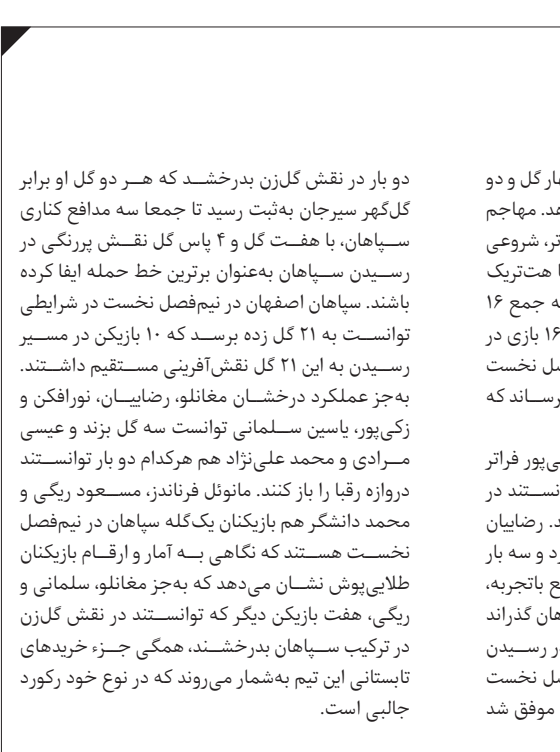 هار گل و دو
هد. مهاجم
تر، شروعی
ا هت‌تریک
ه جمع ۱۶
۱۶ بازی در
صل نخست
رساند که
ی‌پور فراتر
نستند در
د. رضاییان
رد و سه بار
ع باتجربه،
هان گذراند
ر رسیدن
صل نخست
موفق شد
دو بار در نقش گل‌زن بدرخشد که هر دو گل او برابر
گل‌گهر سیرجان به‌ثبت رسید تا جمعا سه مدافع کناری
سپاهان، با هفت گل و ۴ پاس گل نقش پررنگی در
رسیدن سپاهان به‌عنوان برترین خط حمله ایفا کرده
باشند. سپاهان اصفهان در نیم‌فصل نخست در شرایطی
توانست به ۲۱ گل زده برسد که ۱۰ بازیکن در مسیر
رسیدن به این ۲۱ گل نقش‌آفرینی مستقیم داشتند.
به‌جز عملکرد درخشان مغانلو، رضاییان، نورافکن و
زکی‌پور، یاسین سلمانی توانست سه گل بزند و عیسی
مرادی و محمد علی‌نژاد هم هرکدام دو بار توانستند
دروازه رقبا را باز کنند. مانوئل فرناندز، مسعود ریگی و
محمد دانشگر هم بازیکنان یک‌گله سپاهان در نیم‌فصل
نخست هستند که نگاهی به آمار و ارقام بازیکنان
طلایی‌پوش نشان می‌دهد که به‌جز مغانلو، سلمانی و
ریگی، هفت بازیکن دیگر که توانستند در نقش گل‌زن
در ترکیب سپاهان بدرخشند، همگی جزء خریدهای
تابستانی این تیم به‌شمار می‌روند که در نوع خود رکورد
جالبی است.